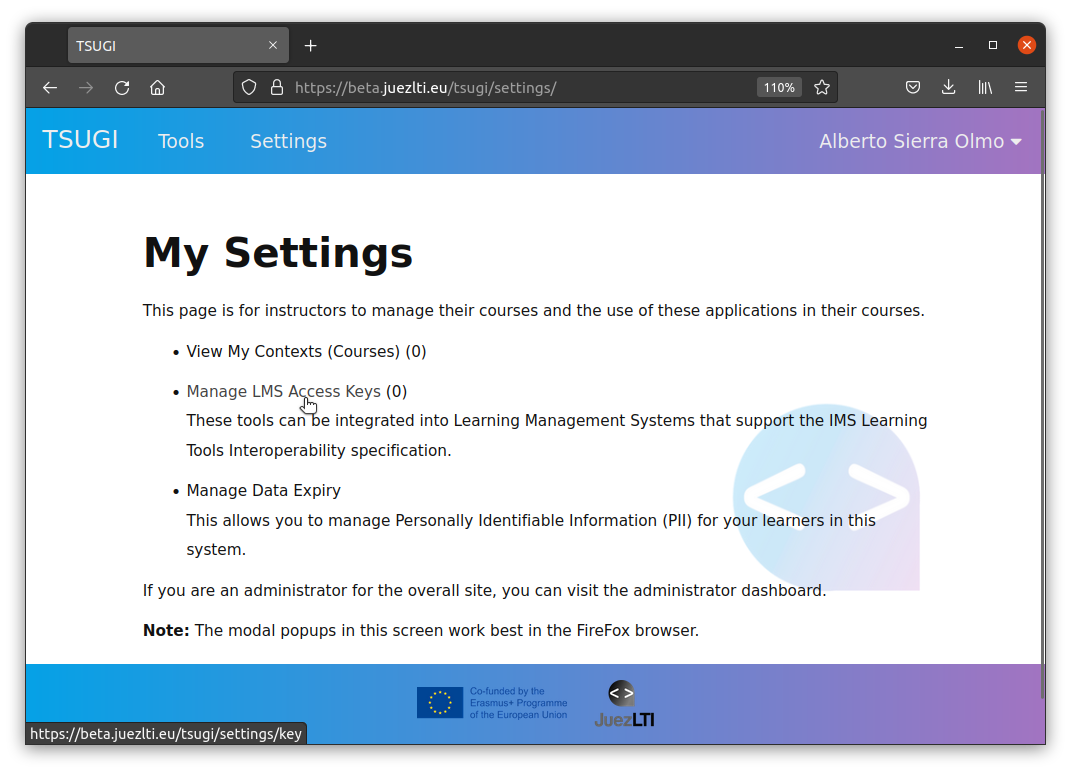 TSUGI
https://beta.juezlti.eu/tsugi/settings/
110%
TSUGI
Tools
Settings
Alberto Sierra Olmo
My Settings
This page is for instructors to manage their courses and the use of these applications in their courses.
• View My Contexts (Courses) (0)
• Manage LMS Access Keys (0)
These tools can be integrated into Learning Management Systems that support the IMS Learning
Tools Interoperability specification.
• Manage Data Expiry
This allows you to manage Personally Identifiable Information (PII) for your learners in this
system.
If you are an administrator for the overall site, you can visit the administrator dashboard.
Note: The modal popups in this screen work best in the FireFox browser.
Co-funded by the
Erasmus+ Programme
of the European Union
< >
JuezLTI
https://beta.juezlti.eu/tsugi/settings/key